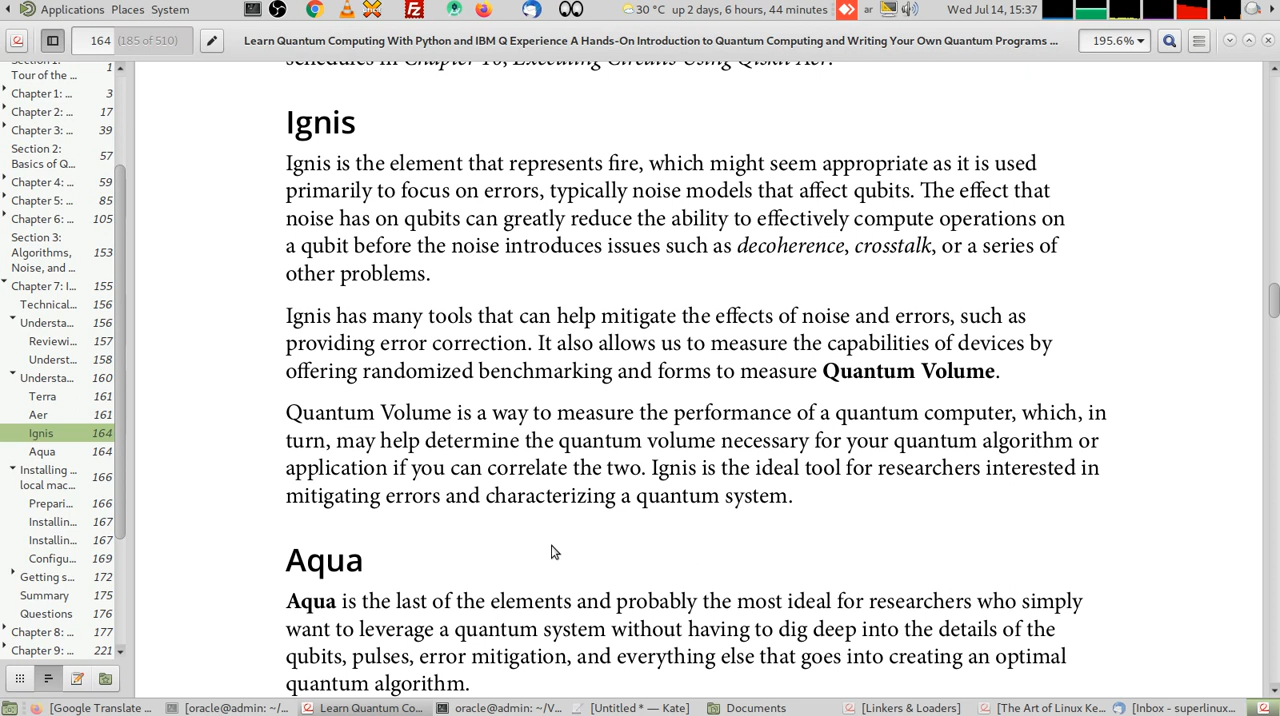 Applications Places System
30 °C up 2 days, 6 hours, 44 minutes
ar
Wed Jul 14, 15:37
164 (185 of 510)
Learn Quantum Computing With Python and IBM Q Experience A Hands-On Introduction to Quantum Computing and Writing Your Own Quantum Programs ...
195.6%
Tour of the ... 1
Chapter 1: ... 3
Chapter 2: ... 17
Chapter 3: ... 39
Section 2:
Basics of Q... 57
Chapter 4: ... 59
Chapter 5: ... 85
Chapter 6: ... 105
Section 3:
Algorithms, 153
Noise, and ...
Chapter 7: I... 155
Technical... 156
Understa... 156
Reviewi... 157
Underst... 158
Understa... 160
Terra 161
Aer 161
Ignis 164
Aqua 164
Installing ...
local mac... 166
Prepari... 166
Installin... 167
Installin... 167
Configu... 169
Getting s... 172
Summary 175
Questions 176
Chapter 8: ... 177
Chapter 9: ... 221
schedules in Chapter 10, Executing Circuits Using Qiskit Aer.
Ignis
Ignis is the element that represents fire, which might seem appropriate as it is used
primarily to focus on errors, typically noise models that affect qubits. The effect that
noise has on qubits can greatly reduce the ability to effectively compute operations on
a qubit before the noise introduces issues such as decoherence, crosstalk, or a series of
other problems.
Ignis has many tools that can help mitigate the effects of noise and errors, such as
providing error correction. It also allows us to measure the capabilities of devices by
offering randomized benchmarking and forms to measure Quantum Volume.
Quantum Volume is a way to measure the performance of a quantum computer, which, in
turn, may help determine the quantum volume necessary for your quantum algorithm or
application if you can correlate the two. Ignis is the ideal tool for researchers interested in
mitigating errors and characterizing a quantum system.
Aqua
Aqua is the last of the elements and probably the most ideal for researchers who simply
want to leverage a quantum system without having to dig deep into the details of the
qubits, pulses, error mitigation, and everything else that goes into creating an optimal
quantum algorithm.
[Google Translate ...
[oracle@admin: ~/...
Learn Quantum Co...
oracle@admin: ~/V...
[Untitled * — Kate]
Documents
[Linkers & Loaders]
[The Art of Linux Ke...
[Inbox - superlinux...